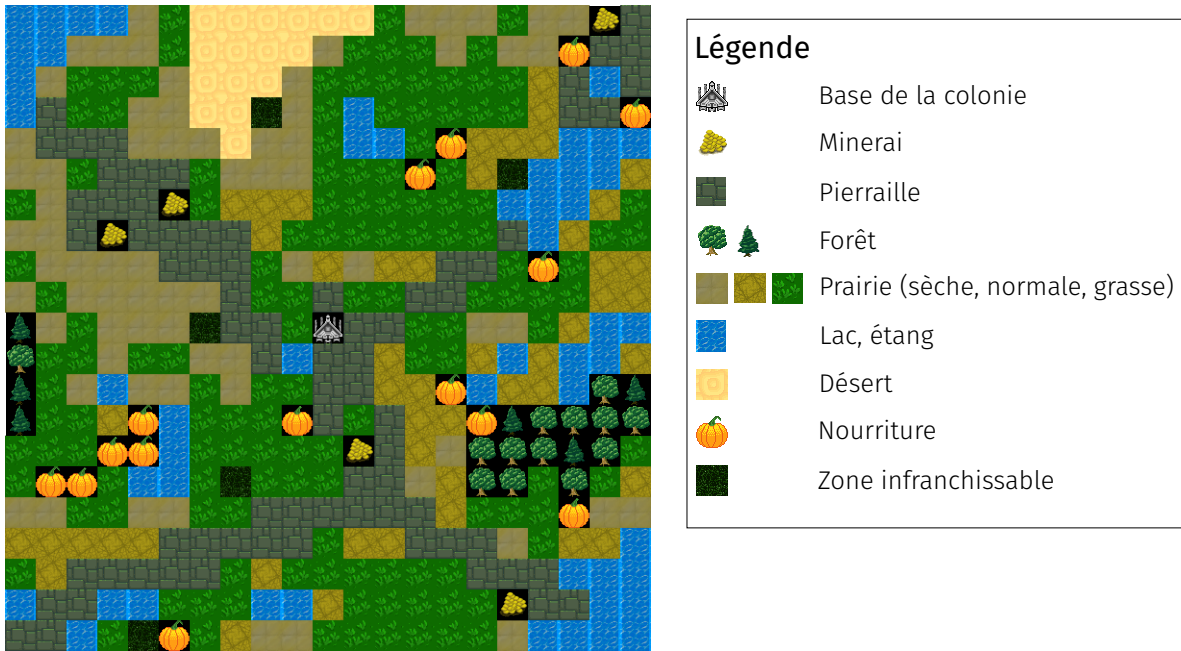 Légende
Base de la colonie
Minerai
Pierraille
Forêt
Prairie (sèche, normale, grasse)
Lac, étang
Désert
Nourriture
Zone infranchissable